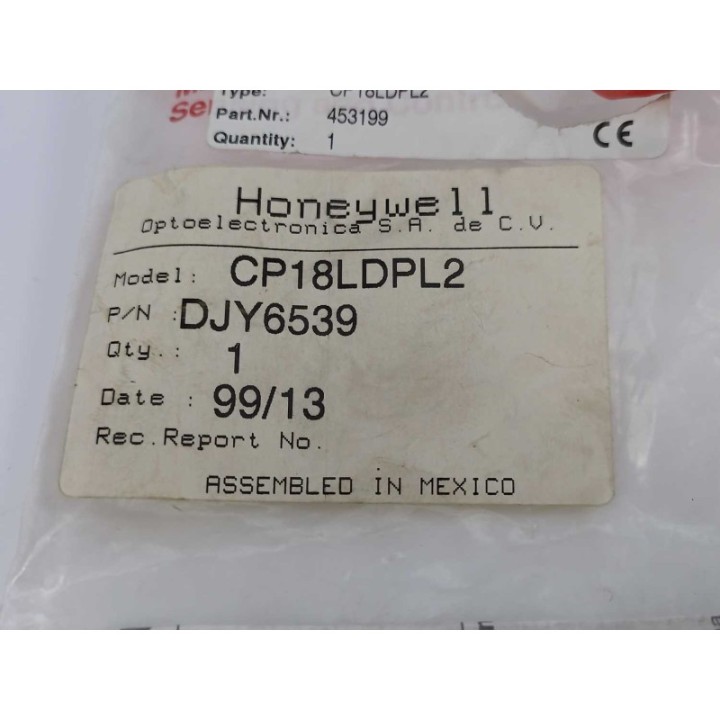 Type: CP18LDPL2
Part.Nr.: 453199
Quantity: 1
CE
Honeywell
Optoelectronica S.A. de C.V.
Model: CP18LDPL2
P/N : DJY6539
Qty.: 1
Date : 99/13
Rec.Report No.
ASSEMBLED IN MEXICO